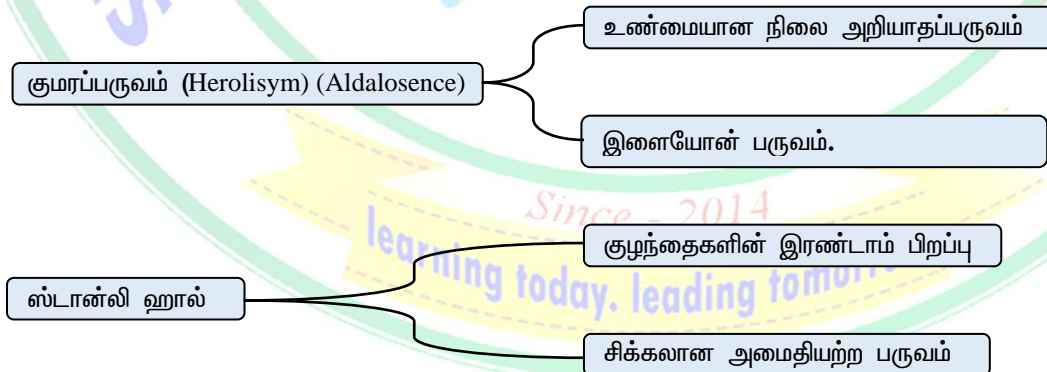 உண்மையான நிலை அறியாதப்பருவம்
குமரப்பருவம் (Herolisym) (Aldalosence)
இளையோன் பருவம்.
Since - 2014
learning today. leading
குழந்தைகளின் இரண்டாம் பிறப்பு
ஸ்டான்லி ஹால்
சிக்கலான அமைதியற்ற பருவம்